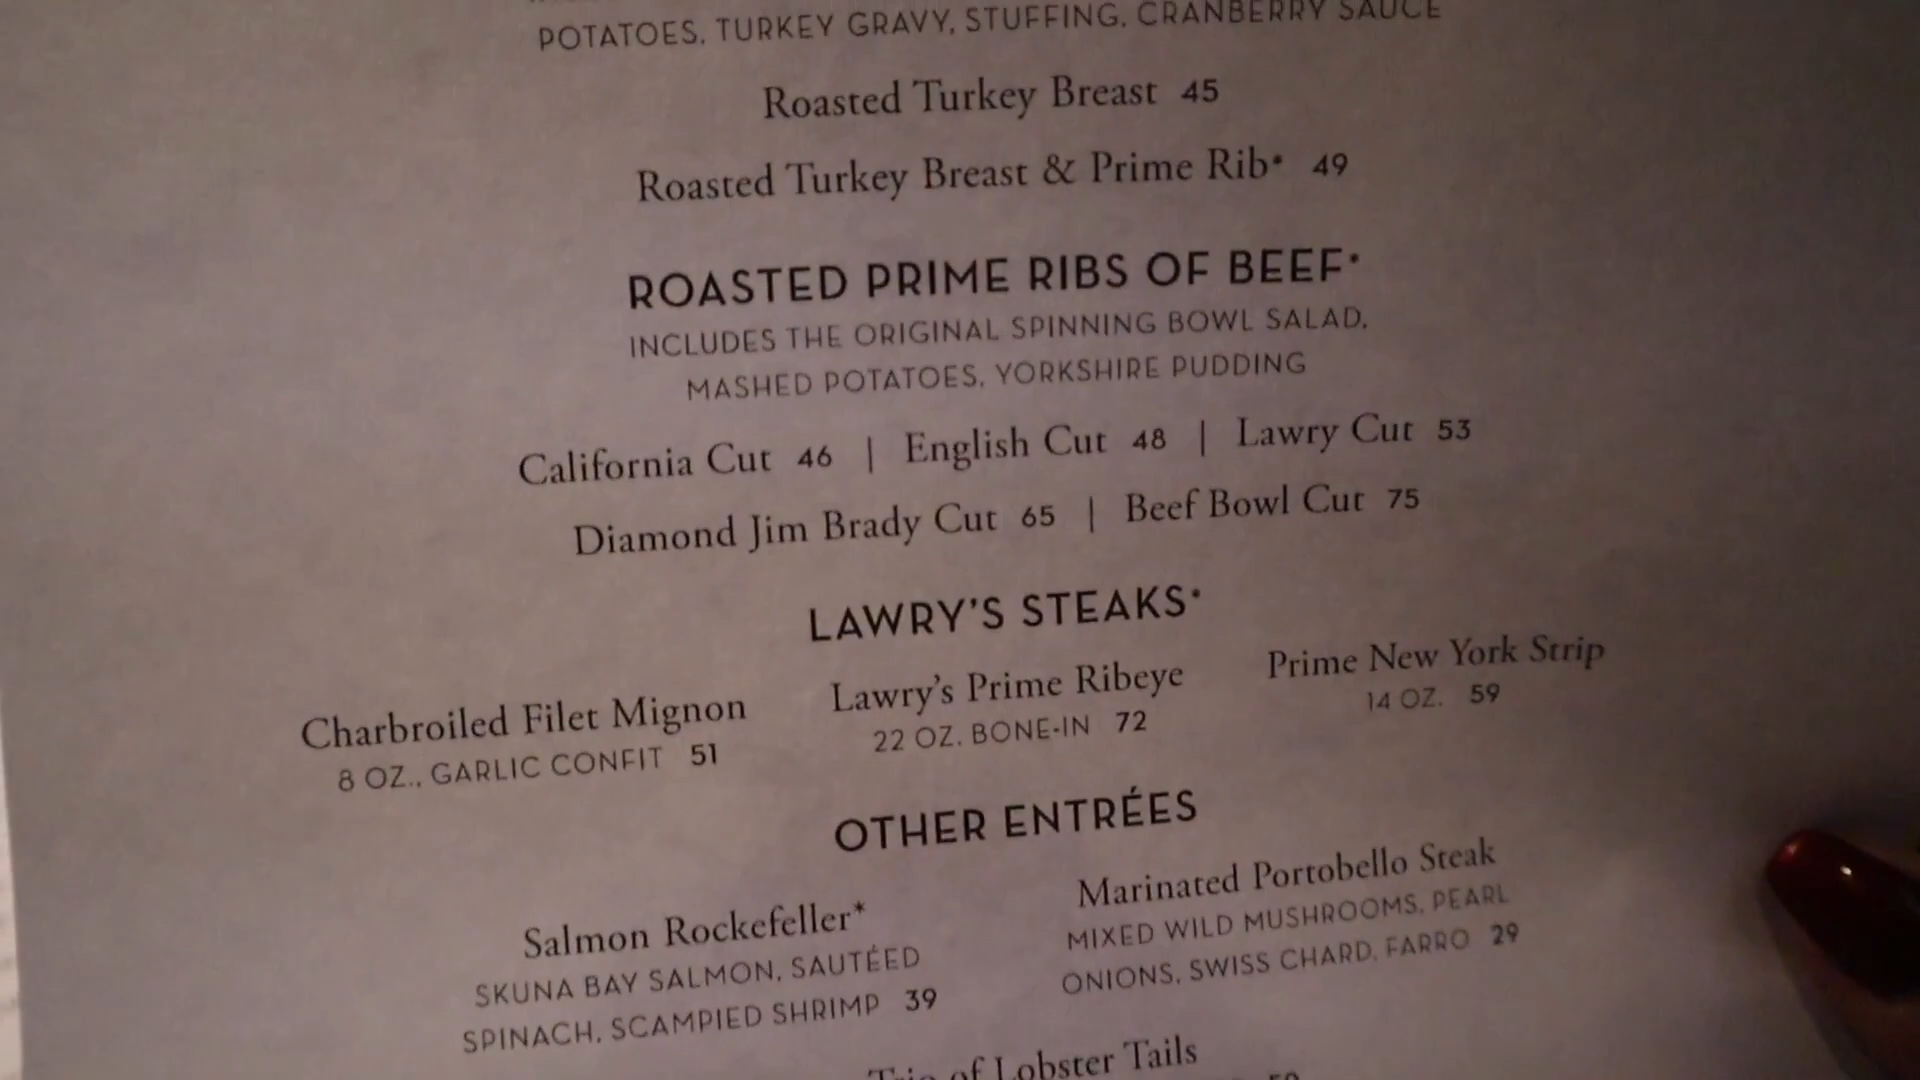 POTATOES, TURKEY GRAVY, STUFFING, CRANBERRY SAUCE
Roasted Turkey Breast 45
Roasted Turkey Breast & Prime Rib* 49
ROASTED PRIME RIBS OF BEEF*
INCLUDES THE ORIGINAL SPINNING BOWL SALAD,
MASHED POTATOES, YORKSHIRE PUDDING
California Cut 46 | English Cut 48 | Lawry Cut 53
Diamond Jim Brady Cut 65 | Beef Bowl Cut 75
LAWRY'S STEAKS*
Charbroiled Filet Mignon
8 OZ., GARLIC CONFIT 51
Lawry's Prime Ribeye
22 OZ. BONE-IN 72
Prime New York Strip
14 OZ. 59
OTHER ENTRÉES
Salmon Rockefeller*
SKUNA BAY SALMON, SAUTÉED
SPINACH, SCAMPIED SHRIMP 39
Marinated Portobello Steak
MIXED WILD MUSHROOMS, PEARL
ONIONS, SWISS CHARD, FARRO 29
Trio of Lobster Tails